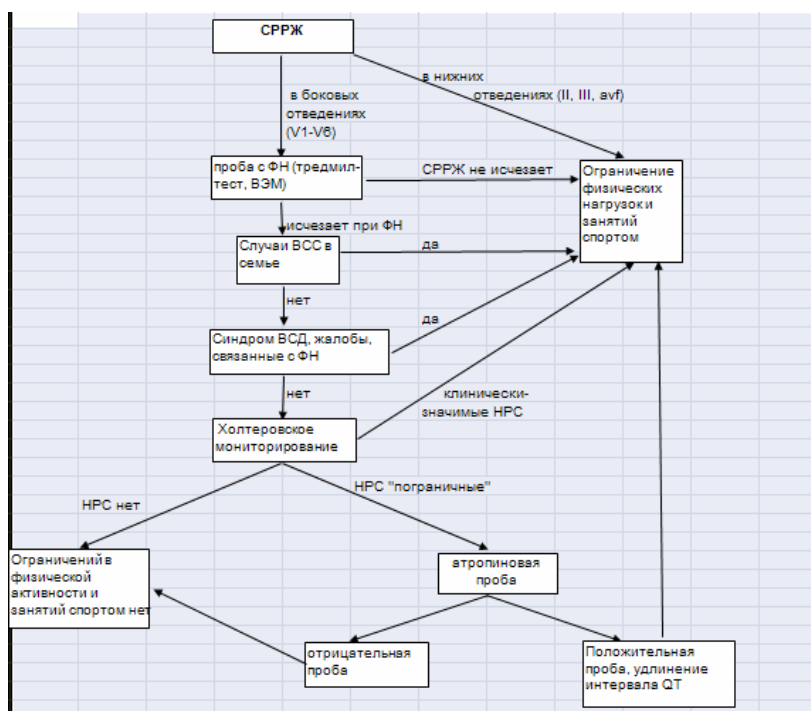 СРРЖ
в нижних
отведениях (II, III, avf)
в боковых
отведениях
(V1-V6)
проба с ФН (тредмил-
тест, ВЭМ)
СРРЖ не исчезает
Ограничение
физических
нагрузок и
занятий
спортом
исчезает при ФН
Случаи ВСС в
семье
да
нет
Синдром ВСД, жалобы,
связанные с ФН
да
нет
клинически-
значимые НРС
Холтеровское
мониторирование
НРС нет
НРС "пограничные"
Ограничений в
физической
активности и
занятий спортом нет
атропиновая
проба
отрицательная
проба
Положительная
проба, удлинение
интервала QT